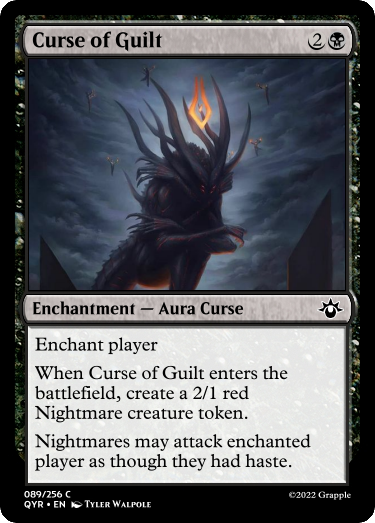 Curse of Guilt 2
Enchantment — Aura Curse
Enchant player
When Curse of Guilt enters the
battlefield, create a 2/1 red
Nightmare creature token.
Nightmares may attack enchanted
player as though they had haste.
089/256 C
QYR • EN Tyler Walpole
©2022 Grapple